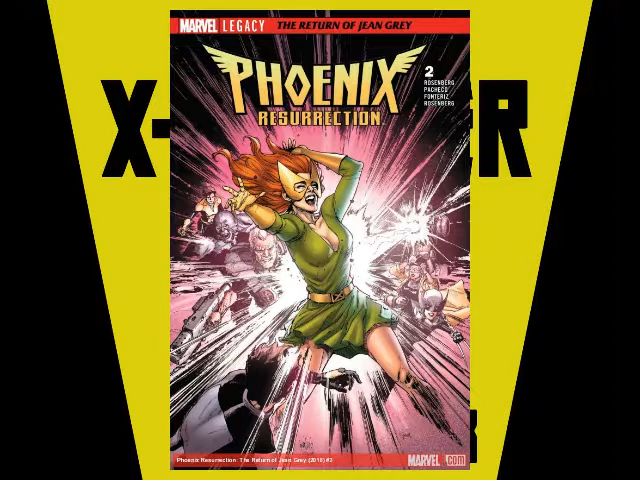 MARVEL LEGACY THE RETURN OF JEAN GREY
PHOENIX
RESURRECTION
2
ROSENBERG
PACHECO
FONTERIZ
ROSENBERG
X-
ER
Phoenix Resurrection: The Return of Jean Grey (2018) #2
MARVEL.com